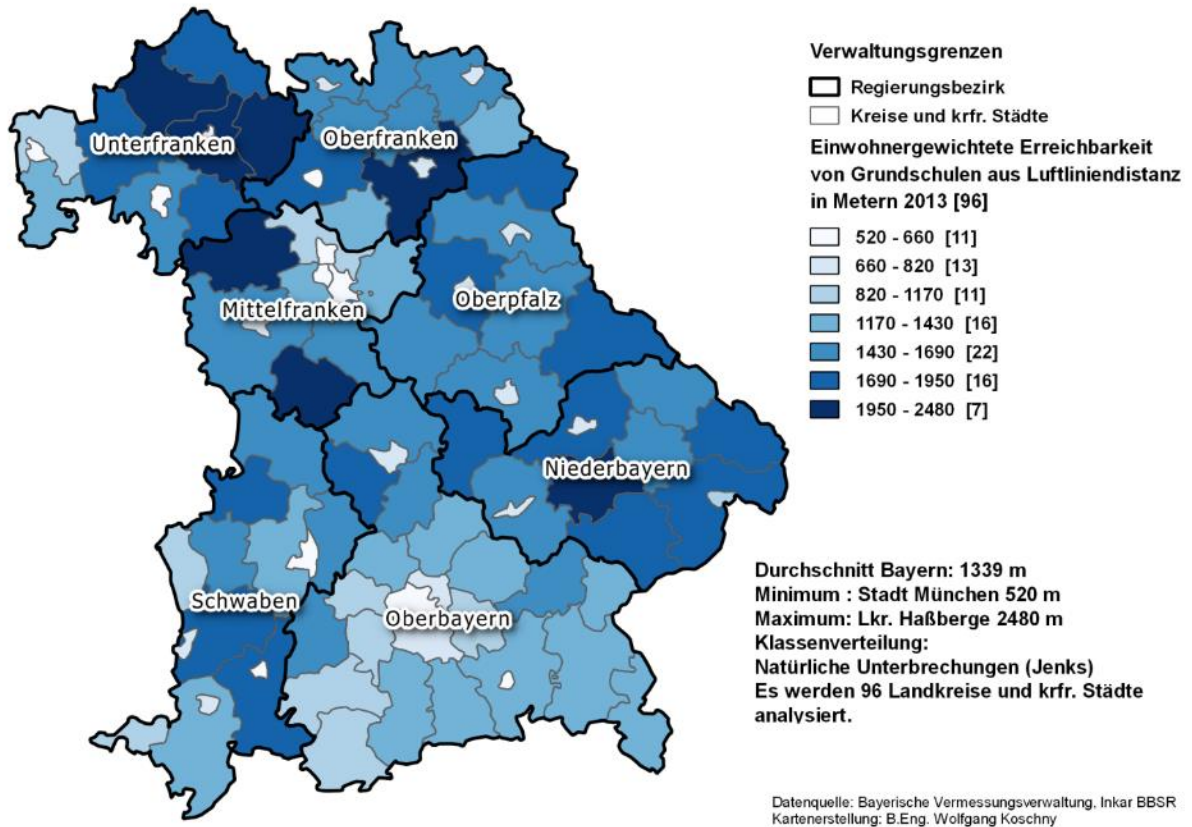 Unterfranken
Oberfranken
Mittelfranken
Oberpfalz
Niederbayern
Schwaben
Oberbayern
Verwaltungsgrenzen
Regierungsbezirk
Kreise und krfr. Städte
Einwohnergewichtete Erreichbarkeit
von Grundschulen aus Luftliniendistanz
in Metern 2013 [96]
520 - 660 [11]
660 - 820 [13]
820 - 1170 [11]
1170 - 1430 [16]
1430 - 1690 [22]
1690 - 1950 [16]
1950 - 2480 [7]
Durchschnitt Bayern: 1339 m
Minimum : Stadt München 520 m
Maximum: Lkr. Haßberge 2480 m
Klassenverteilung:
Natürliche Unterbrechungen (Jenks)
Es werden 96 Landkreise und krfr. Städte
analysiert.
Datenquelle: Bayerische Vermessungsverwaltung, Inkar BBSR
Kartenerstellung: B.Eng. Wolfgang Koschny